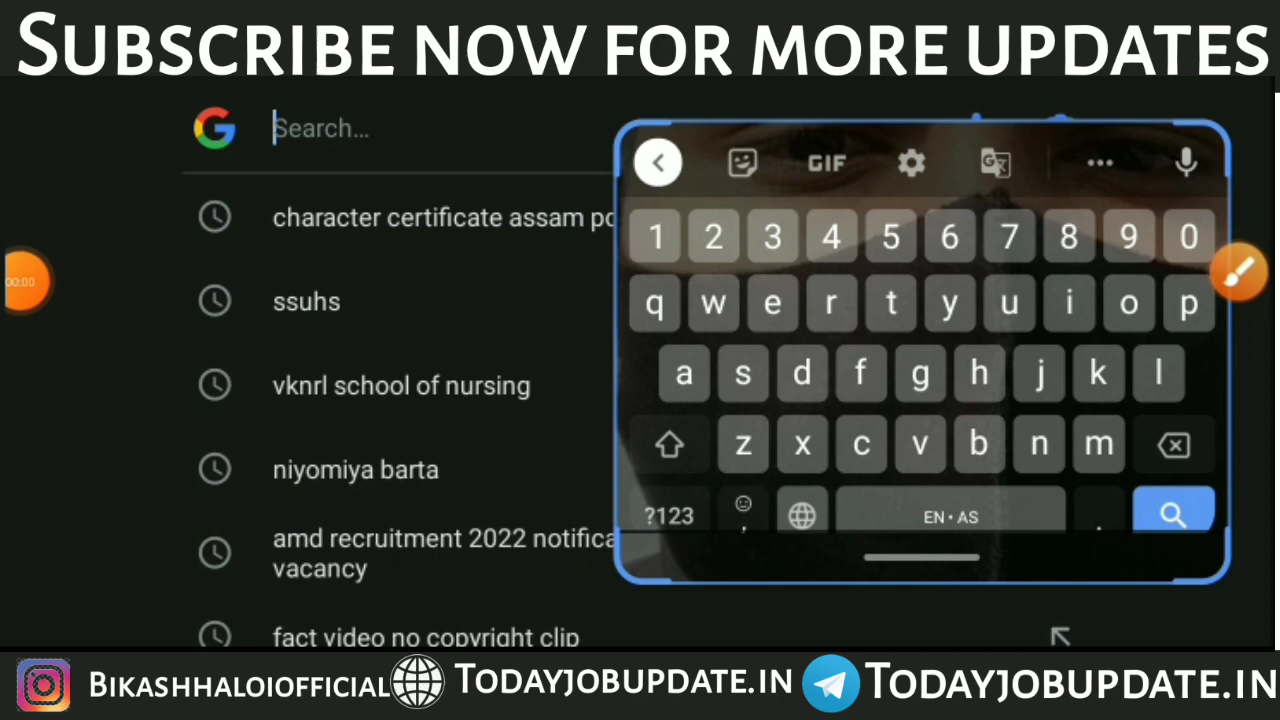 SUBSCRIBE NOW FOR MORE UPDATES
Search...
character certificate assam
ssuhs
vknrl school of nursing
niyomiya barta
amd recruitment 2022
vacancy
fact video no copyright clip
00:00
GIF
1 2 3 4 5 6 7 8 9 0
q w e r t y u i o p
a s d f g h j k l
z x c v b n m
?123 , EN • AS .
BIKASHHALOIOFFICIAL TODAYJOBUPDATE.IN TODAYJOBUPDATE.IN